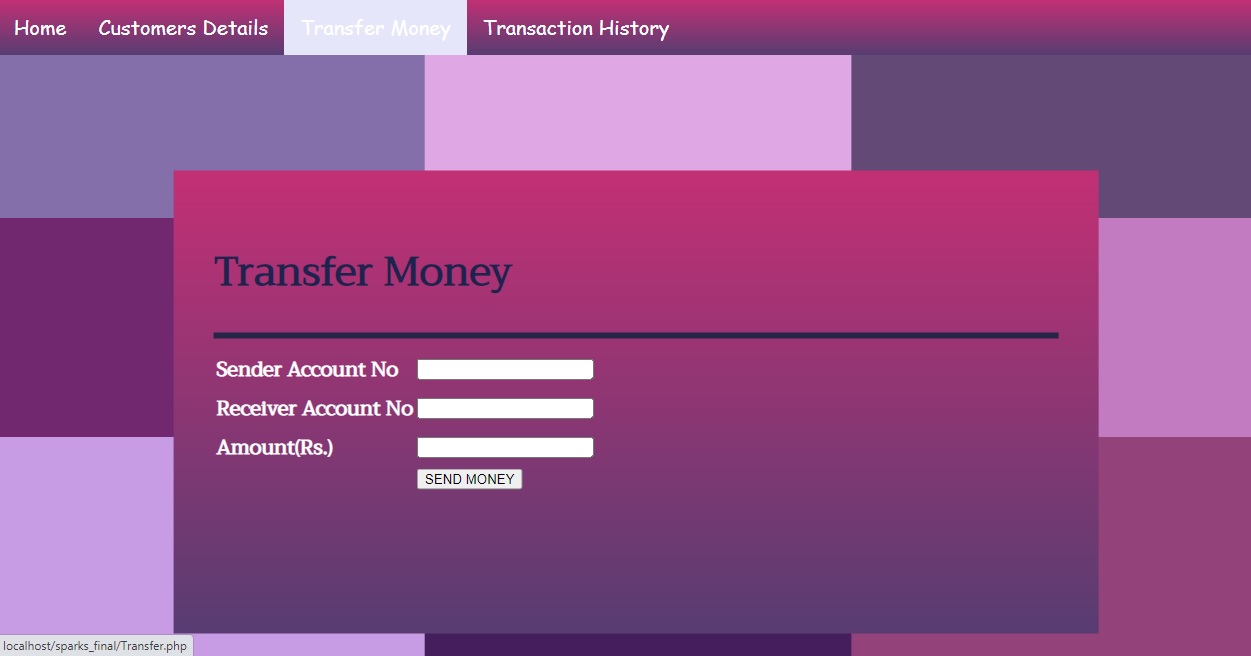 Home Customers Details Transfer Money Transaction History
Transfer Money
Sender Account No
Receiver Account No
Amount(Rs.)
SEND MONEY
localhost/sparks_final/Transfer.php